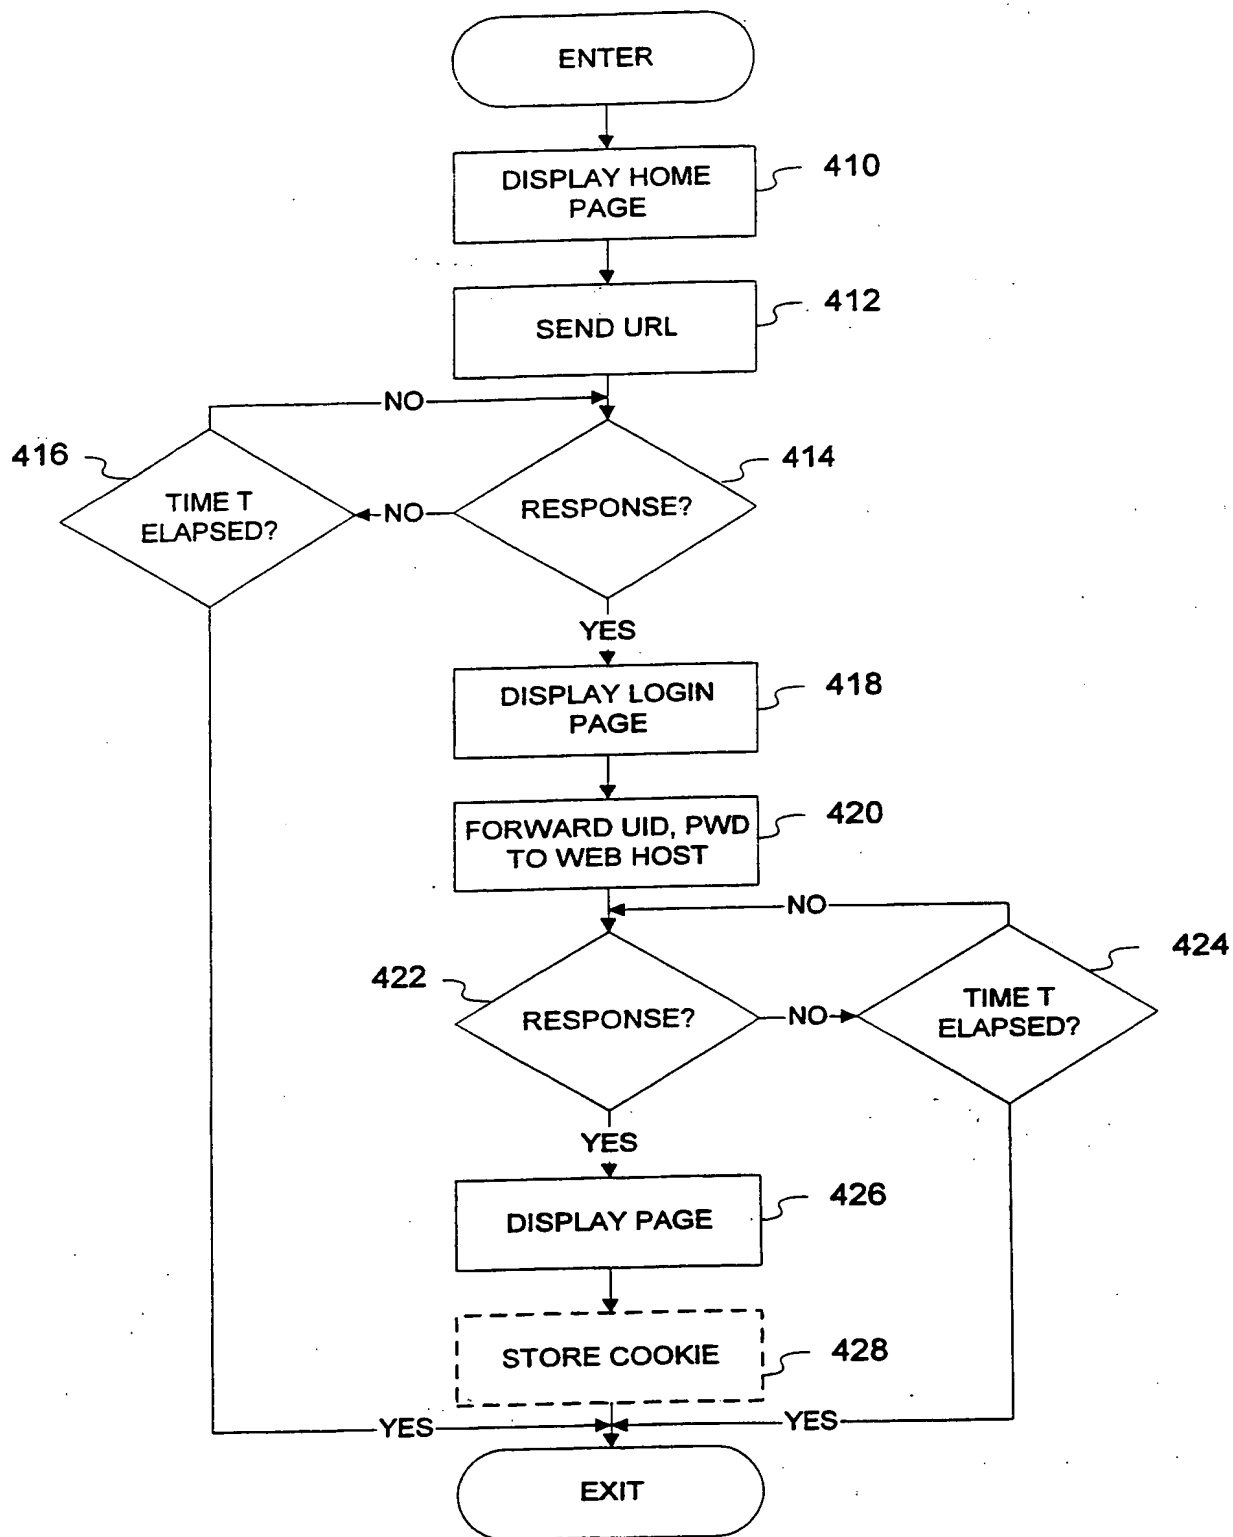 ENTER
DISPLAY HOME
PAGE
410
SEND URL
412
NO
416
TIME T
ELAPSED?
NO
RESPONSE?
414
YES
DISPLAY LOGIN
PAGE
418
FORWARD UID, PWD
TO WEB HOST
420
NO
422
RESPONSE?
NO
TIME T
ELAPSED?
424
YES
DISPLAY PAGE
426
STORE COOKIE
428
YES
YES
EXIT